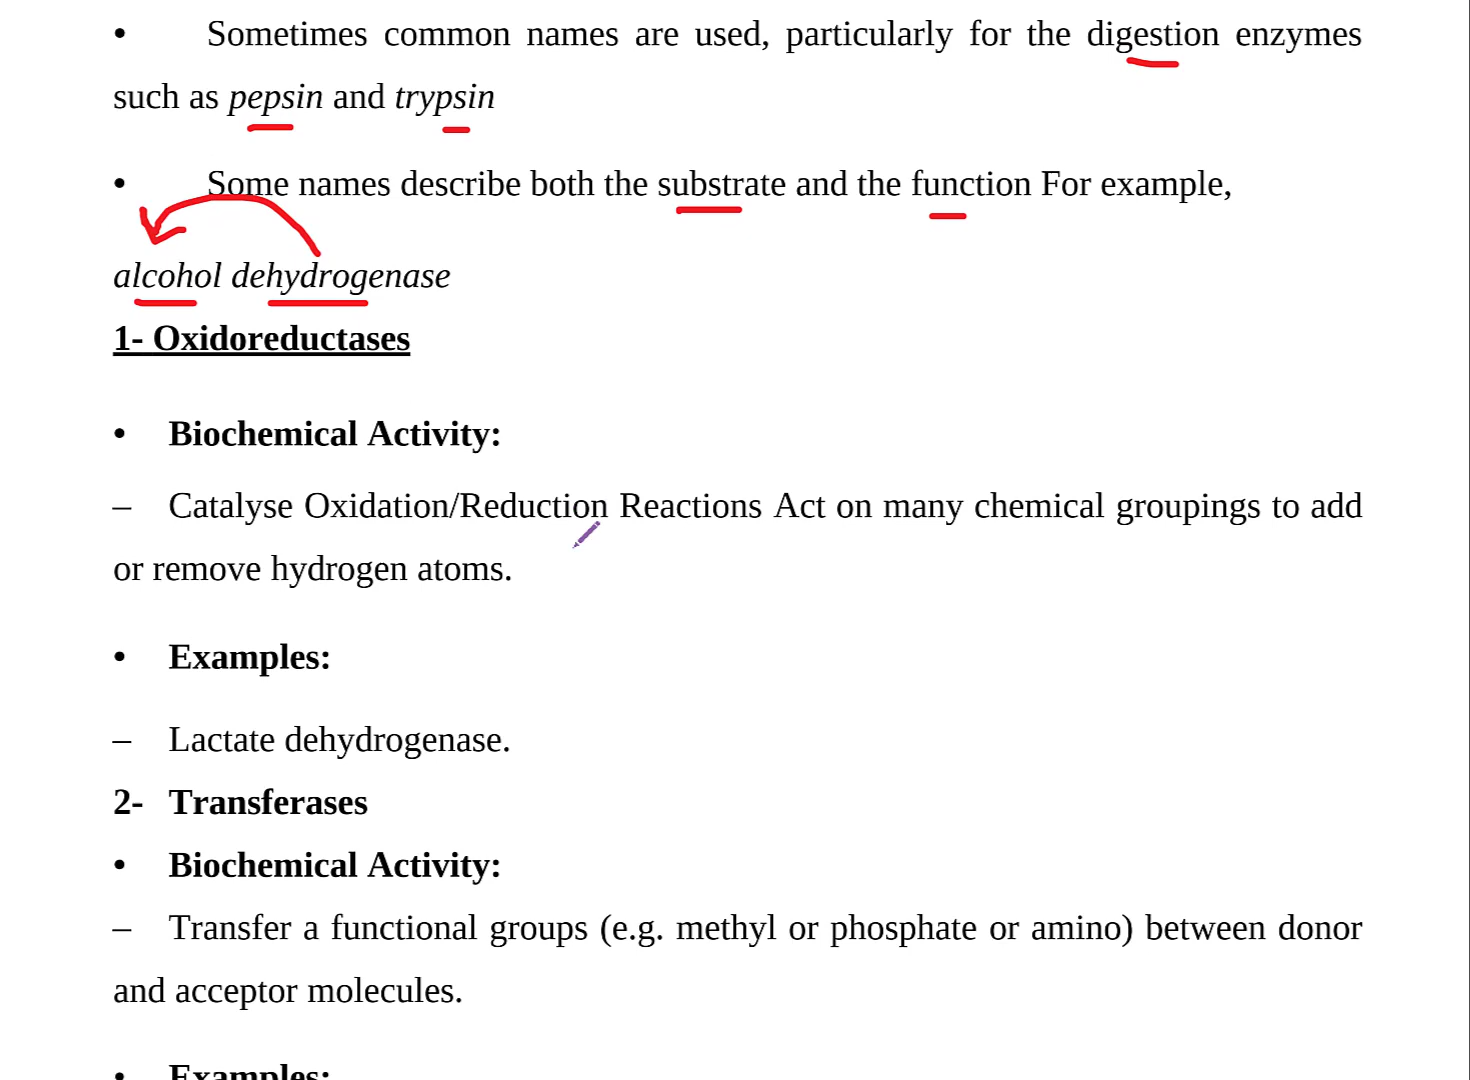 • Sometimes common names are used, particularly for the digestion enzymes
such as pepsin and trypsin
• Some names describe both the substrate and the function For example,
alcohol dehydrogenase
1- Oxidoreductases
• Biochemical Activity:
– Catalyse Oxidation/Reduction Reactions Act on many chemical groupings to add
or remove hydrogen atoms.
• Examples:
– Lactate dehydrogenase.
2- Transferases
• Biochemical Activity:
– Transfer a functional groups (e.g. methyl or phosphate or amino) between donor
and acceptor molecules.
• Examples: